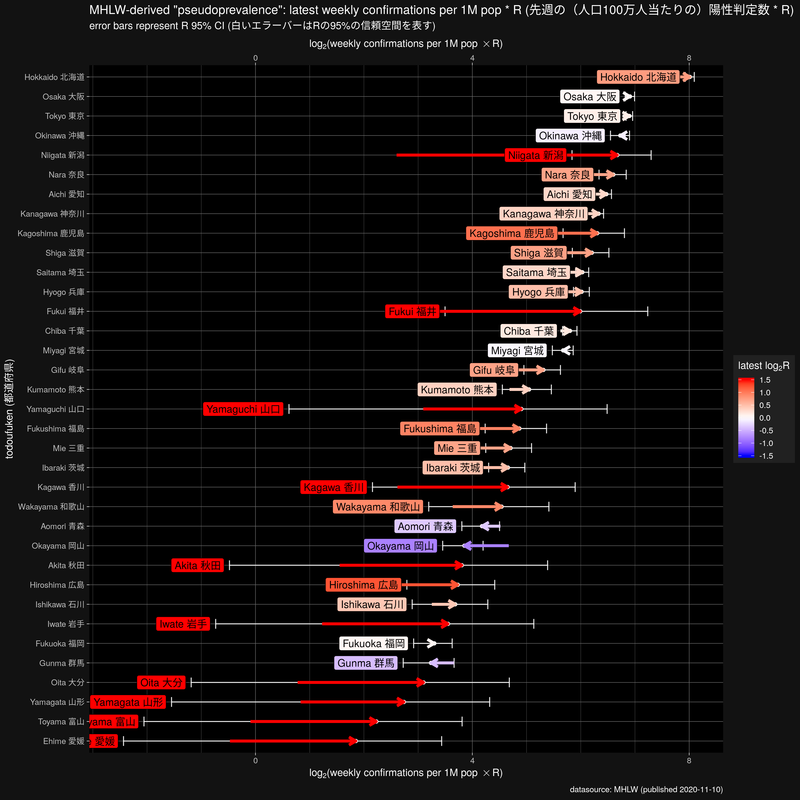 MHLW-derived "pseudoprevalence": latest weekly confirmations per 1M pop * R (先週の（人口100万人当たりの）陽性判定数 * R)
error bars represent R 95% CI (白いエラーバーはRの95%の信頼空間を表す)
log2(weekly confirmations per 1M pop × R)
0 4 8
todoufuken (都道府県)
Hokkaido 北海道 Hokkaido 北海道
Osaka 大阪 Osaka 大阪
Tokyo 東京 Tokyo 東京
Okinawa 沖縄 Okinawa 沖縄
Niigata 新潟 Niigata 新潟
Nara 奈良 Nara 奈良
Aichi 愛知 Aichi 愛知
Kanagawa 神奈川 Kanagawa 神奈川
Kagoshima 鹿児島 Kagoshima 鹿児島
Shiga 滋賀 Shiga 滋賀
Saitama 埼玉 Saitama 埼玉
Hyogo 兵庫 Hyogo 兵庫
Fukui 福井 Fukui 福井
Chiba 千葉 Chiba 千葉
Miyagi 宮城 Miyagi 宮城
Gifu 岐阜 Gifu 岐阜
Kumamoto 熊本 Kumamoto 熊本
Yamaguchi 山口 Yamaguchi 山口
Fukushima 福島 Fukushima 福島
Mie 三重 Mie 三重
Ibaraki 茨城 Ibaraki 茨城
Kagawa 香川 Kagawa 香川
Wakayama 和歌山 Wakayama 和歌山
Aomori 青森 Aomori 青森
Okayama 岡山 Okayama 岡山
Akita 秋田 Akita 秋田
Hiroshima 広島 Hiroshima 広島
Ishikawa 石川 Ishikawa 石川
Iwate 岩手 Iwate 岩手
Fukuoka 福岡 Fukuoka 福岡
Gunma 群馬 Gunma 群馬
Oita 大分 Oita 大分
Yamagata 山形 Yamagata 山形
Toyama 富山 ama 富山
Ehime 愛媛 愛媛
0 4 8
log2(weekly confirmations per 1M pop × R)
latest log2R
1.5
1.0
0.5
0.0
-0.5
-1.0
-1.5
datasource: MHLW (published 2020-11-10)